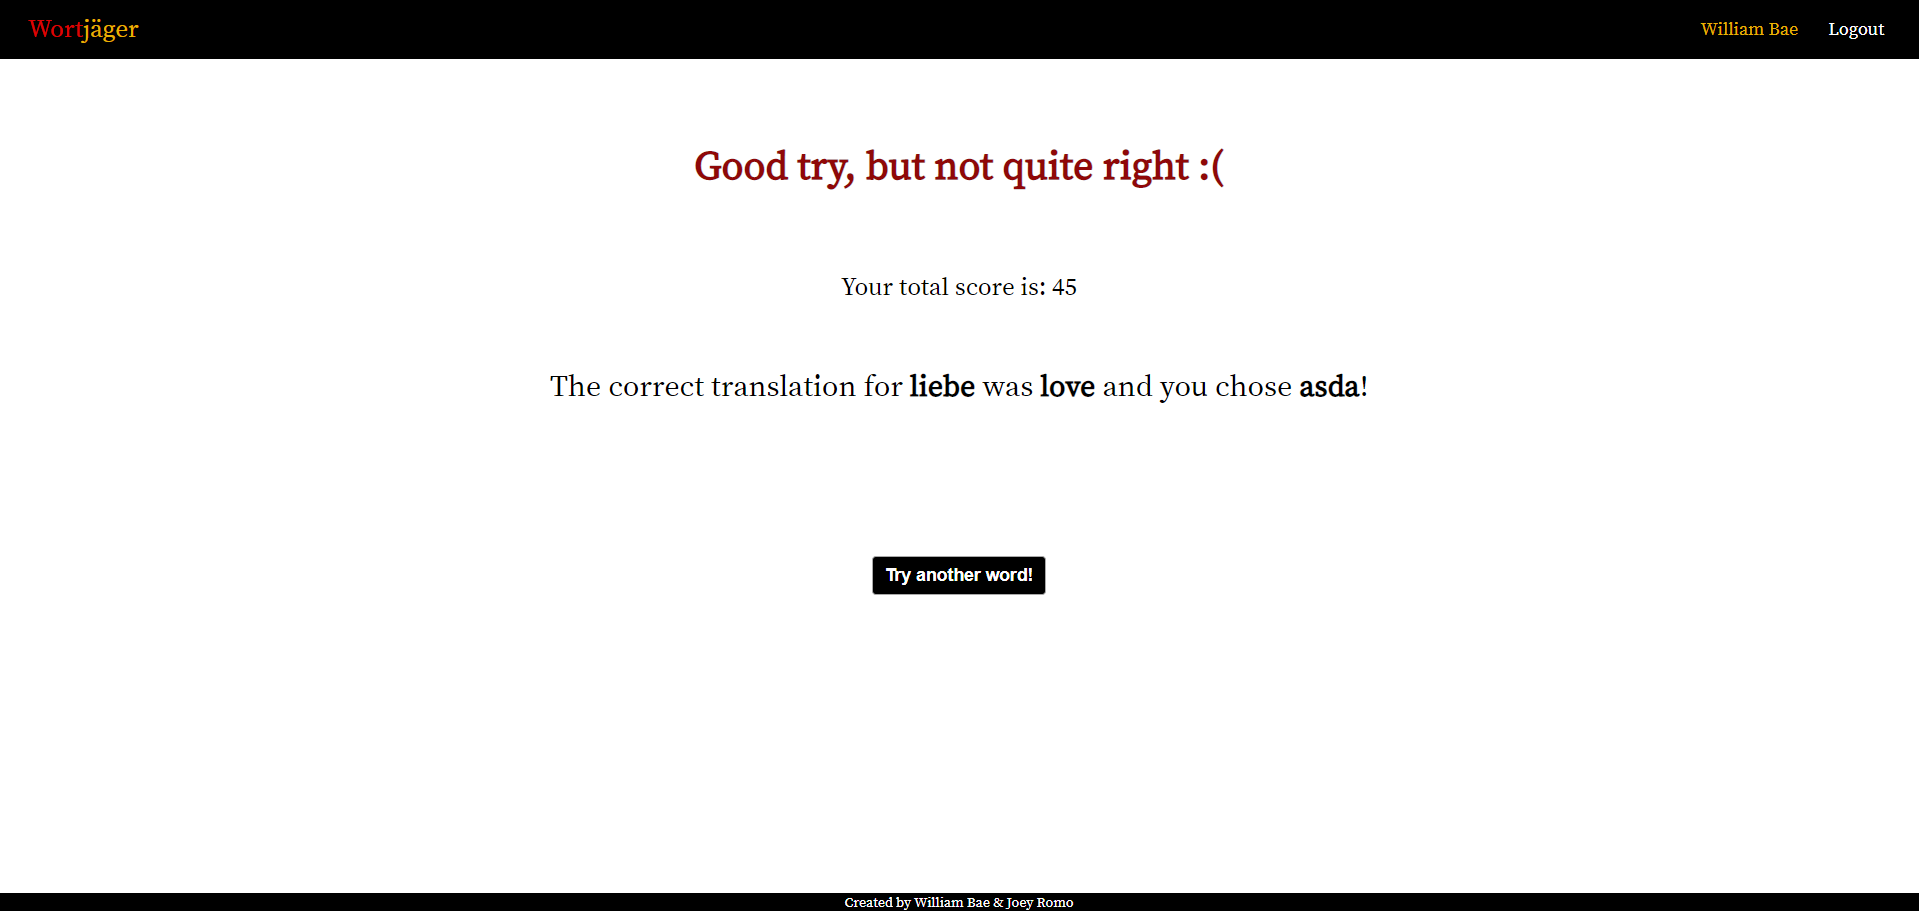 Wortjäger
William Bae
Logout
Good try, but not quite right :(
Your total score is: 45
The correct translation for liebe was love and you chose asda!
Try another word!
Created by William Bae & Joey Romo